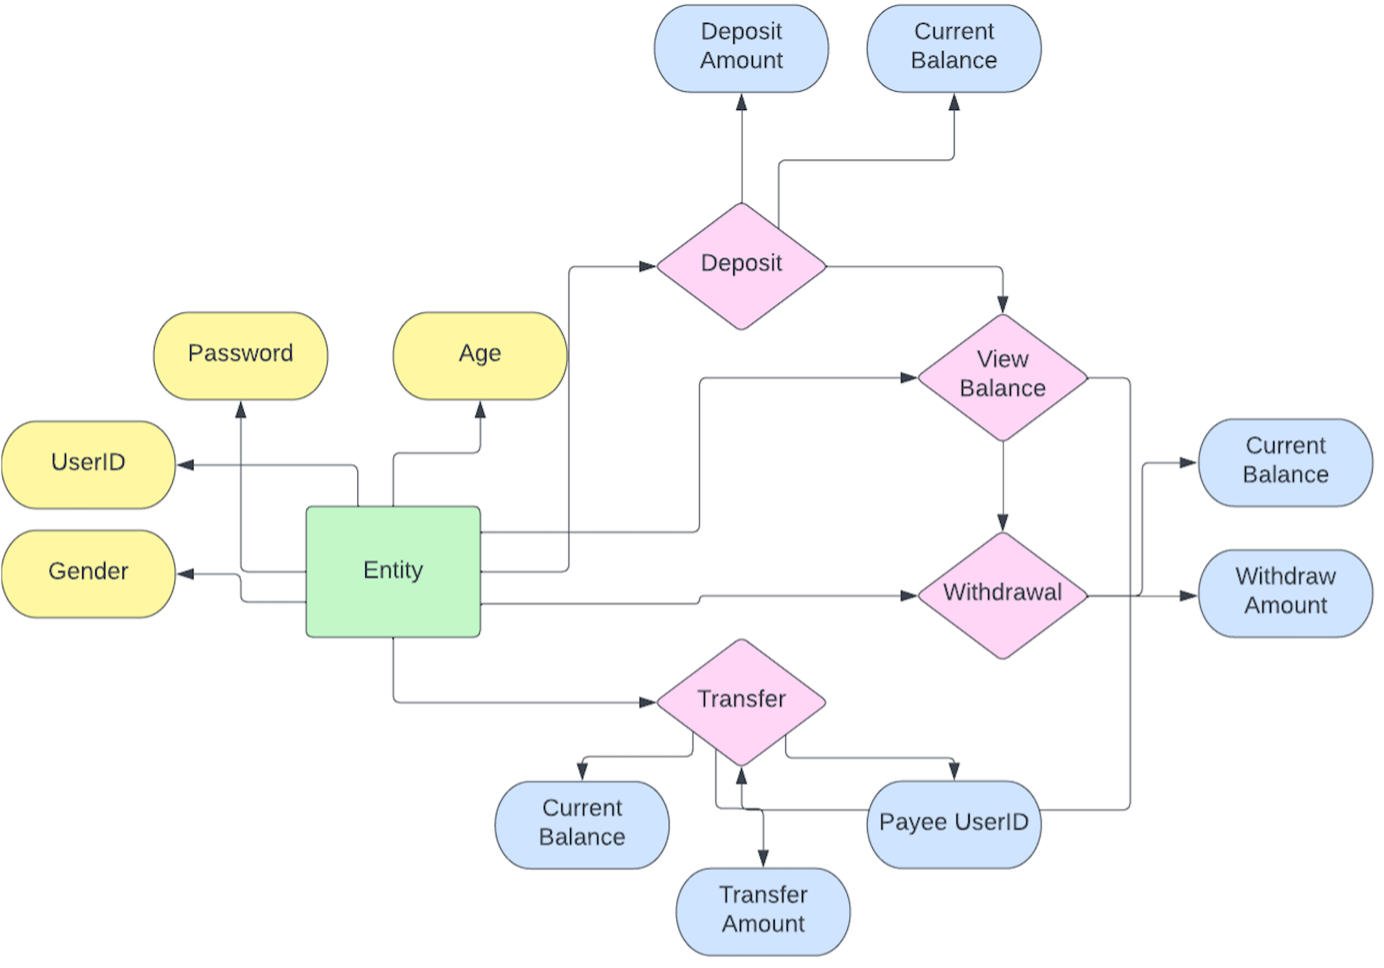 Deposit
Amount
Current
Balance
Deposit
Password
Age
View
Balance
UserID
Current
Balance
Gender
Entity
Withdrawal
Withdraw
Amount
Transfer
Current
Balance
Payee UserID
Transfer
Amount